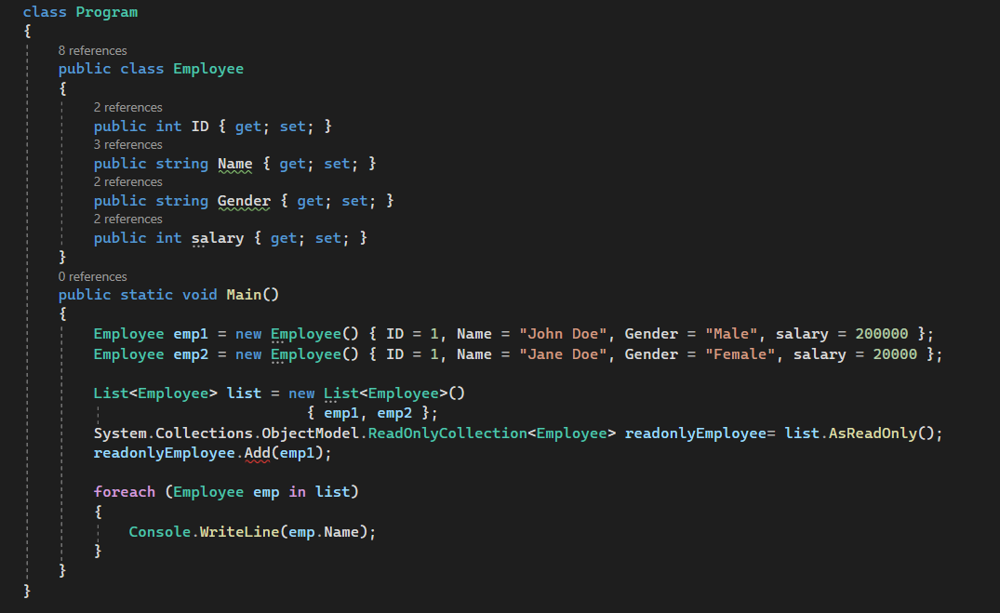 class Program
{
8 references
public class Employee
{
2 references
public int ID { get; set; }
3 references
public string Name { get; set; }
2 references
public string Gender { get; set; }
2 references
public int salary { get; set; }
}
0 references
public static void Main()
{
Employee emp1 = new Employee() { ID = 1, Name = "John Doe", Gender = "Male", salary = 200000 };
Employee emp2 = new Employee() { ID = 1, Name = "Jane Doe", Gender = "Female", salary = 20000 };
List<Employee> list = new List<Employee>()
{ emp1, emp2 };
System.Collections.ObjectModel.ReadOnlyCollection<Employee> readonlyEmployee= list.AsReadOnly();
readonlyEmployee.Add(emp1);
foreach (Employee emp in list)
{
Console.WriteLine(emp.Name);
}
}
}